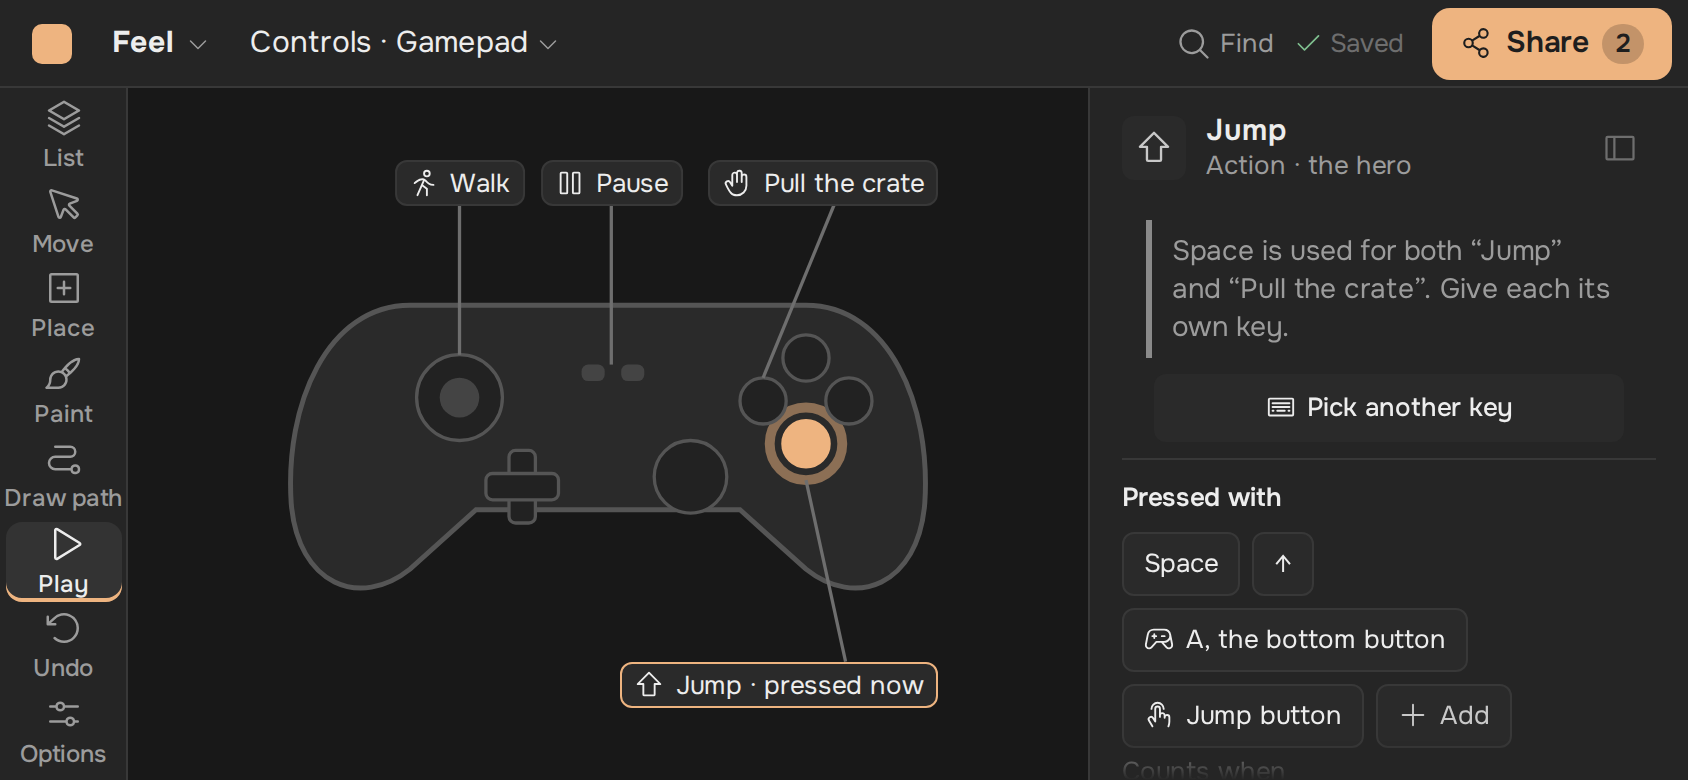 Feel
Controls · Gamepad
Find
Saved
Share 2
List
Move
Place
Paint
Draw path
Play
Undo
Options
Walk
Pause
Pull the crate
Jump · pressed now
Jump
Action · the hero
Space is used for both “Jump”
and “Pull the crate”. Give each its
own key.
Pick another key
Pressed with
Space
↑
A, the bottom button
Jump button
Add
Counts when